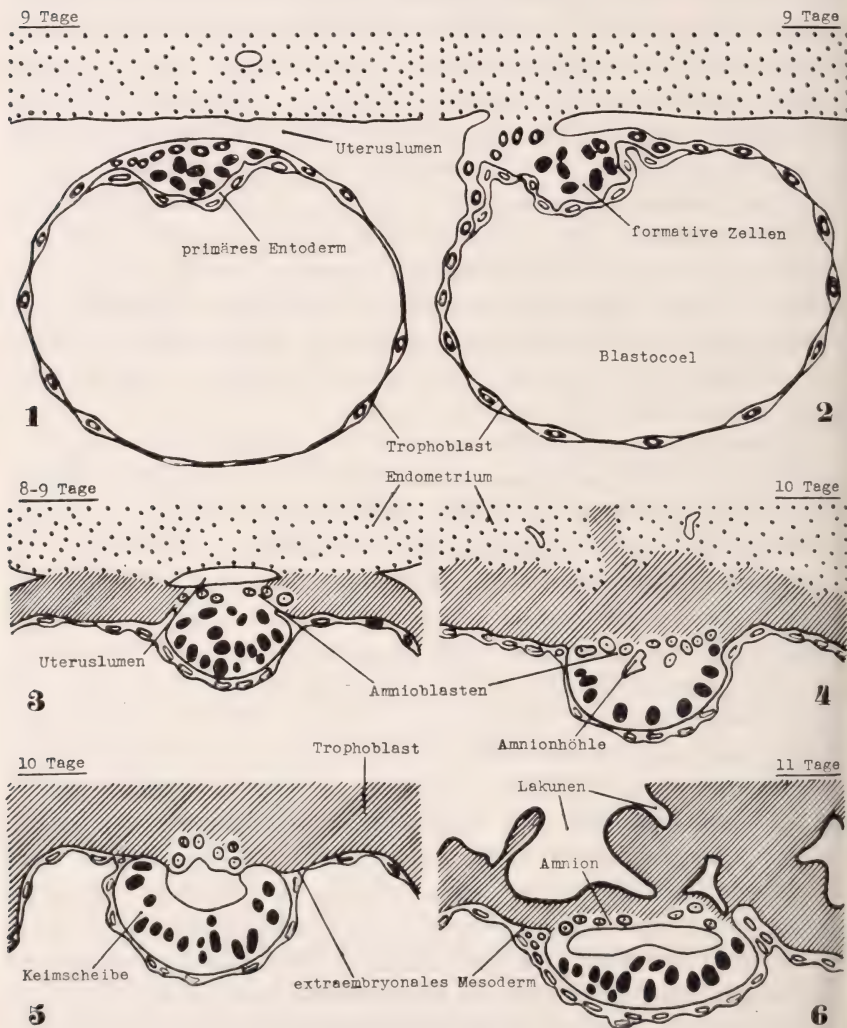 9 Tage
9 Tage
Uteruslumen
primäres Entoderm
formative Zellen
Blastocoel
1
2
Trophoblast
Endometrium
8-9 Tage
10 Tage
Uteruslumen
Amnioblasten
3
4
Amnionhöhle
10 Tage
Trophoblast
11 Tage
Lakunen
Amnion
Keimscheibe
extraembryonales Mesoderm
5
6